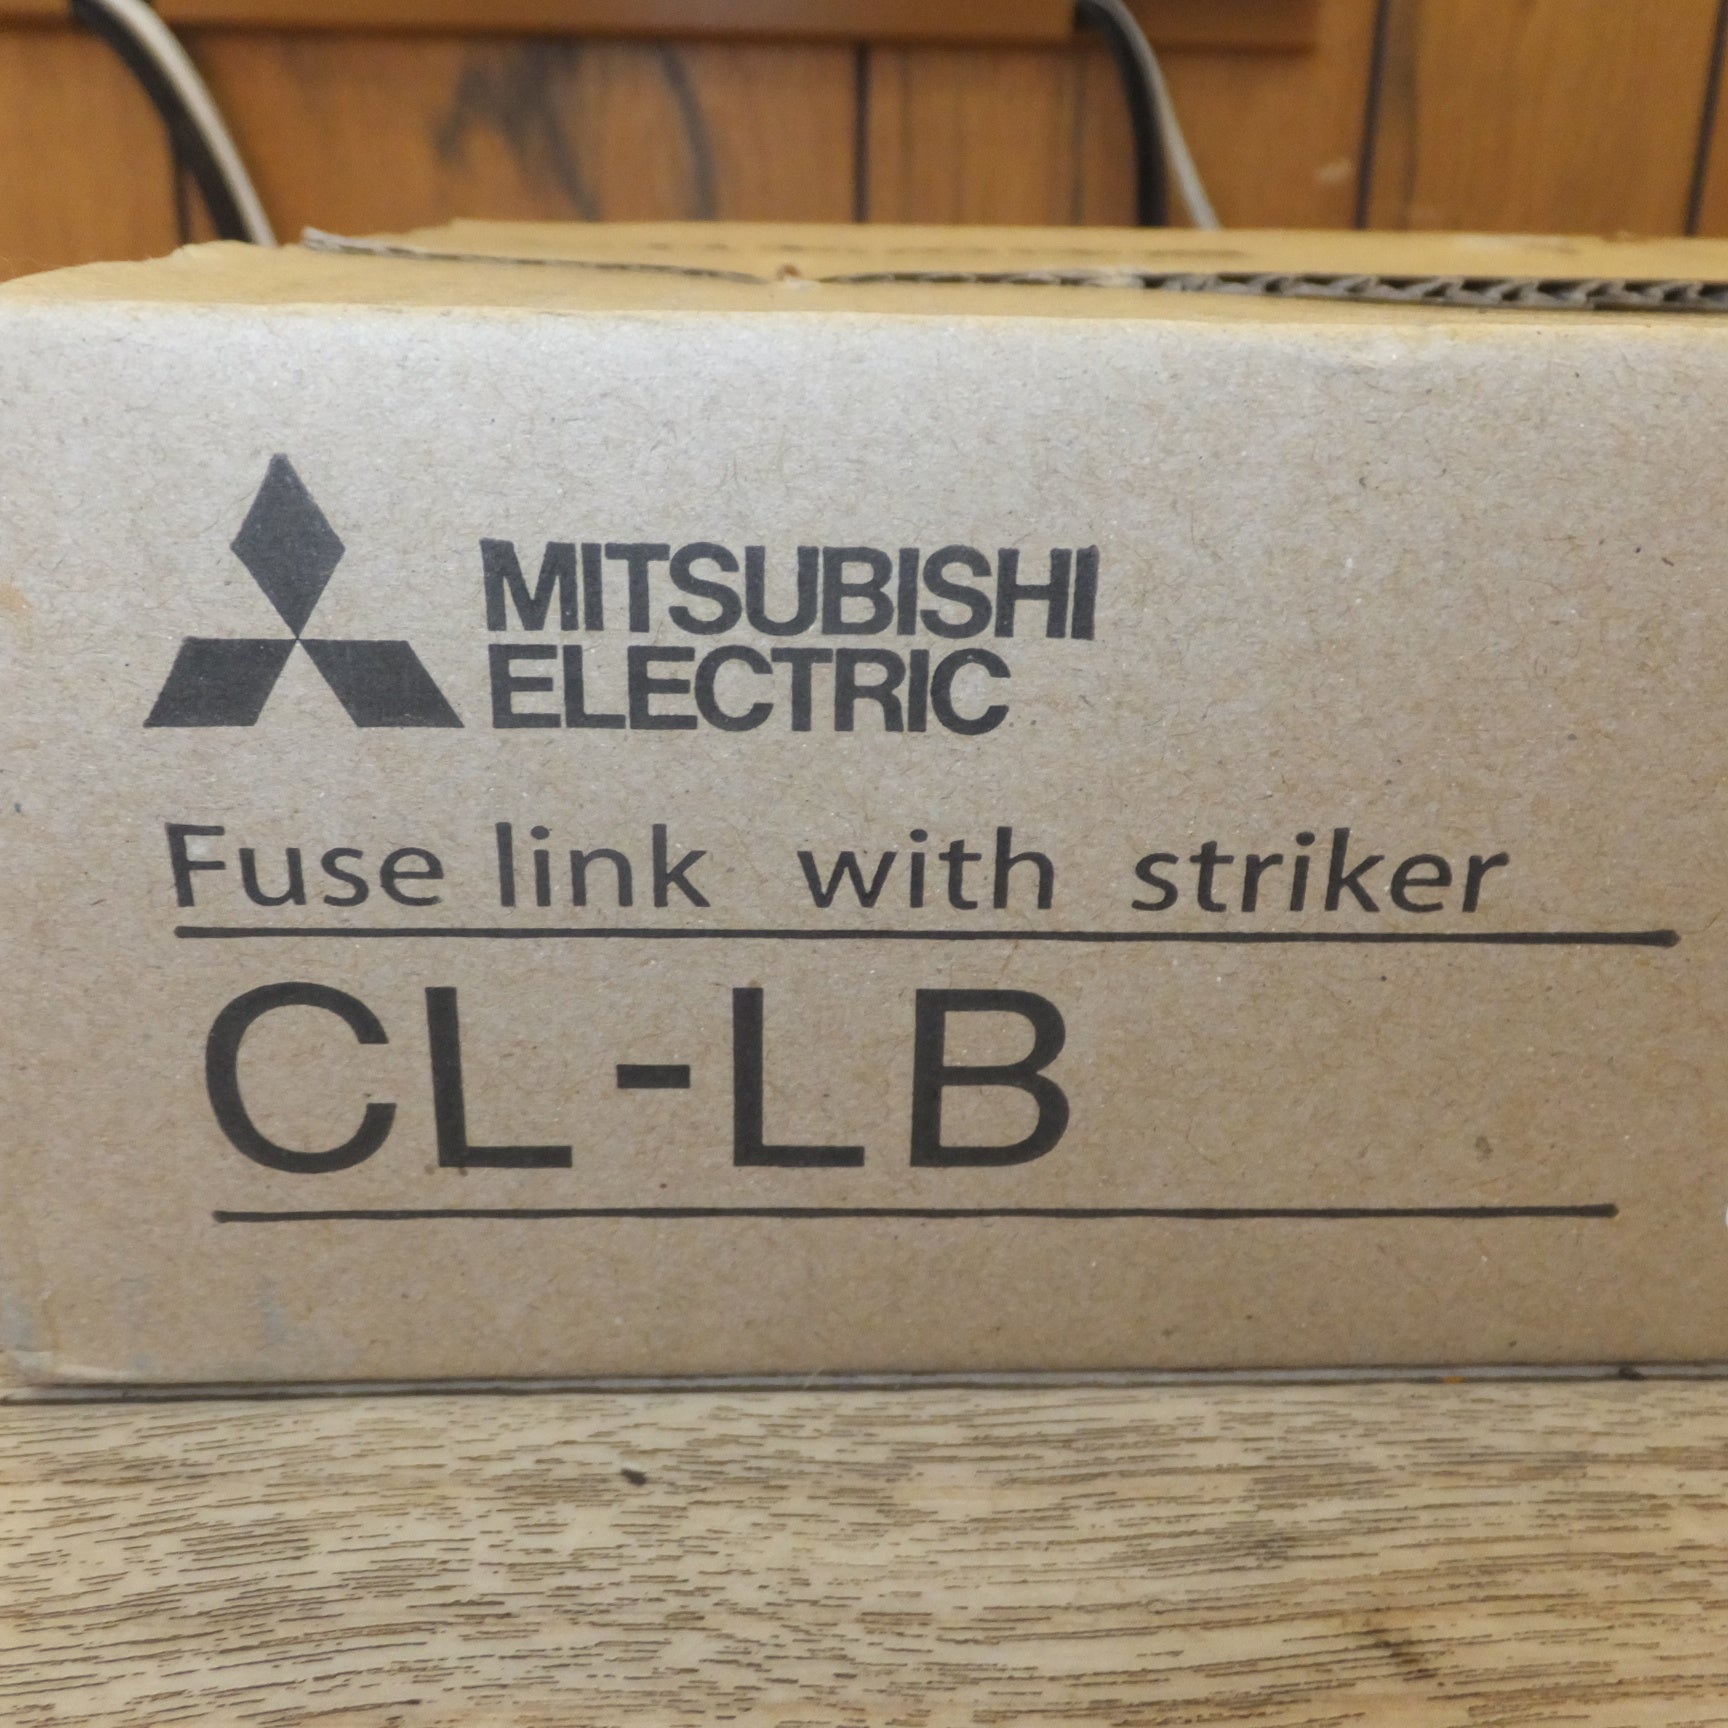 MITSUBISHI
ELECTRIC
Fuse link with striker
CL-LB